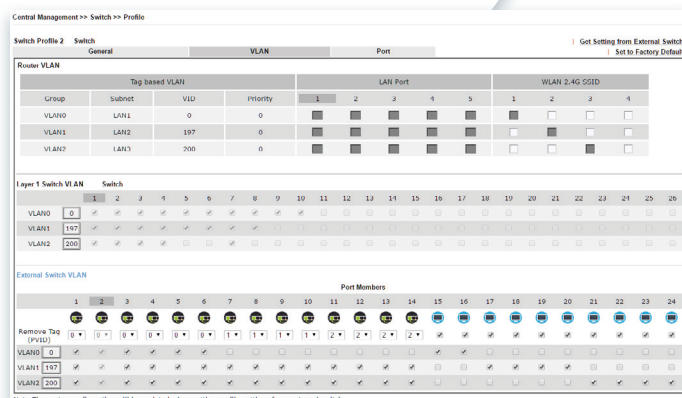 Central Management >> Switch >> Profile
Switch Profile 2 Switch
| Get Setting from External Switch
| Set to Factory Default
General VLAN Port
Router VLAN
Tag based VLAN LAN Port WLAN 2.4G SSID
Group Subnet VID Priority 1 2 3 4 5 1 2 3 4
VLAN0 LAN1 0 0
VLAN1 LAN2 197 0
VLAN2 LAN3 200 0
Layer 1 Switch VLAN Switch
1 2 3 4 5 6 7 8 9 10 11 12 13 14 15 16 17 18 19 20 21 22 23 24 25 26
VLAN0 0
VLAN1 197
VLAN2 200
External Switch VLAN
Port Members
1 2 3 4 5 6 7 8 9 10 11 12 13 14 15 16 17 18 19 20 21 22 23 24
Remove Tag (PVID) 0 0 0 0 0 0 1 1 1 1 2 2 2 2
VLAN0 0
VLAN1 197
VLAN2 200